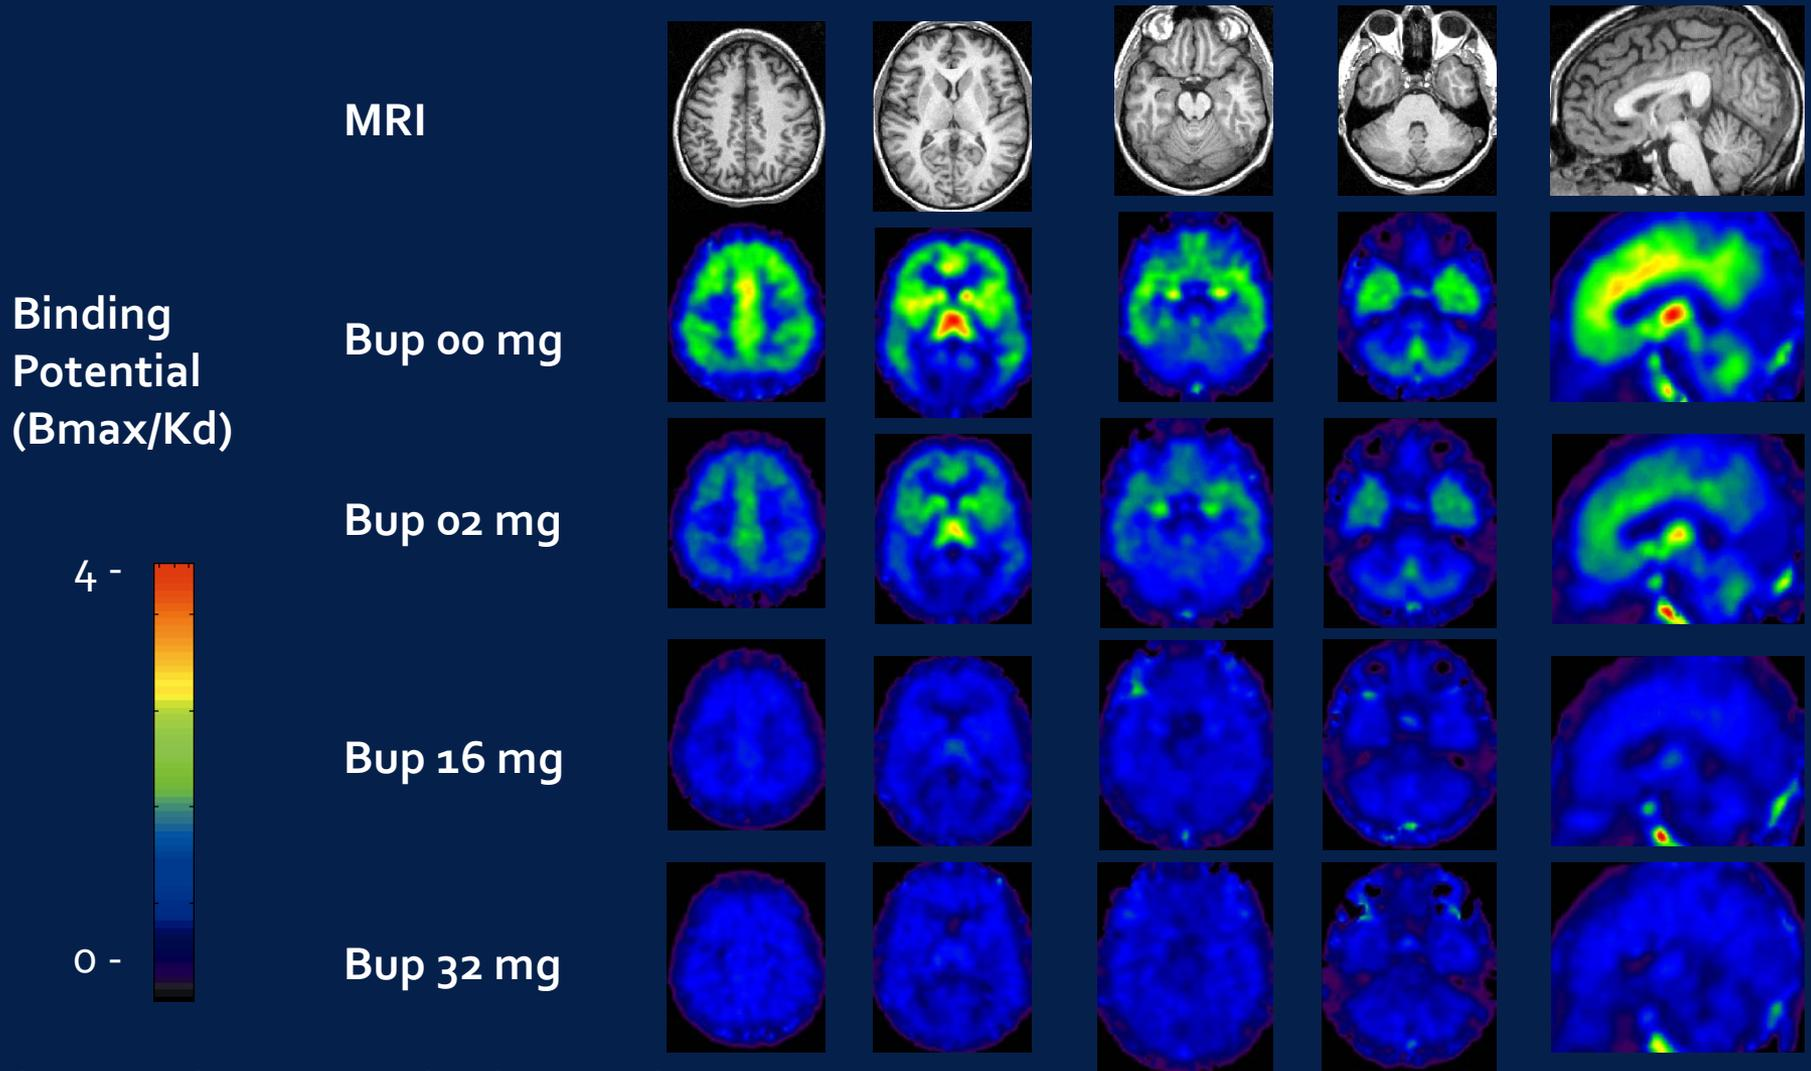 MRI
Binding
Potential
(Bmax/Kd)
Bup 00 mg
Bup 02 mg
4 -
Bup 16 mg
0 -
Bup 32 mg